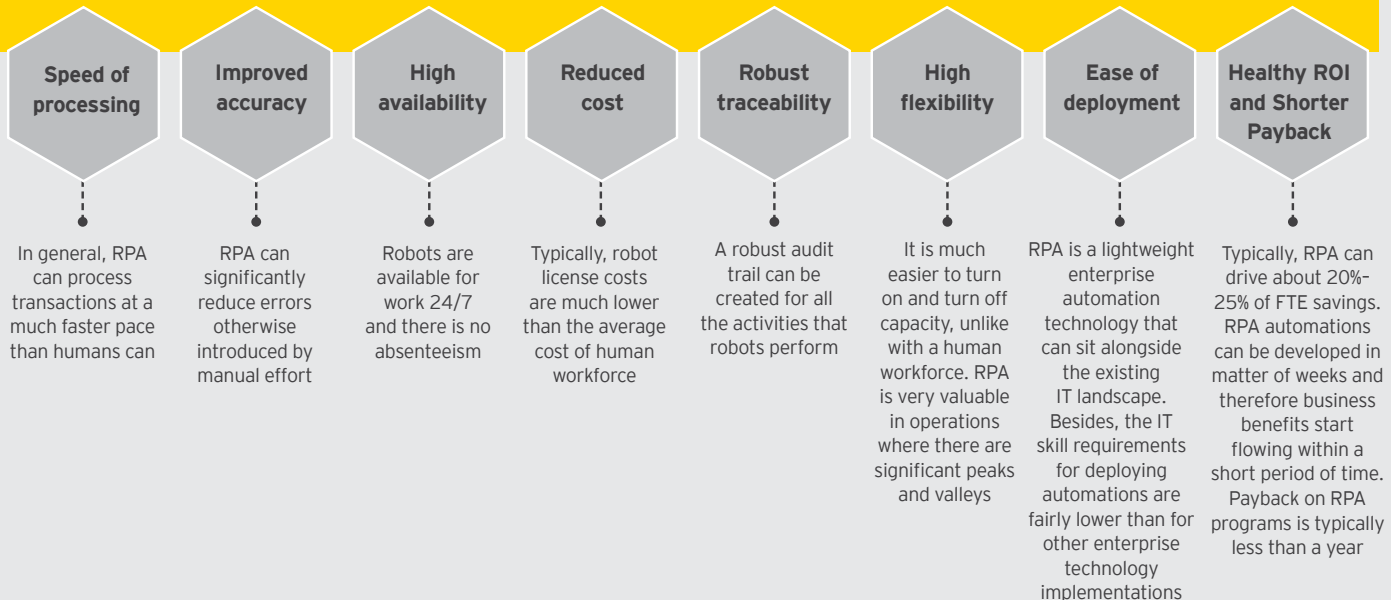 Speed of
processing
In general, RPA
can process
transactions at a
much faster pace
than humans can
Improved
accuracy
RPA can
significantly
reduce errors
otherwise
introduced by
manual effort
High
availability
Robots are
available for
work 24/7
and there is no
absenteeism
Reduced
cost
Typically, robot
license costs
are much lower
than the average
cost of human
workforce
Robust
traceability
A robust audit
trail can be
created for all
the activities that
robots perform
High
flexibility
It is much
easier to turn
on and turn off
capacity, unlike
with a human
workforce. RPA
is very valuable
in operations
where there are
significant peaks
and valleys
Ease of
deployment
RPA is a lightweight
enterprise
automation
technology that
can sit alongside
the existing
IT landscape.
Besides, the IT
skill requirements
for deploying
automations are
fairly lower than for
other enterprise
technology
implementations
Healthy ROI
and Shorter
Payback
Typically, RPA can
drive about 20%–
25% of FTE savings.
RPA automations
can be developed in
matter of weeks and
therefore business
benefits start
flowing within a
short period of time.
Payback on RPA
programs is typically
less than a year